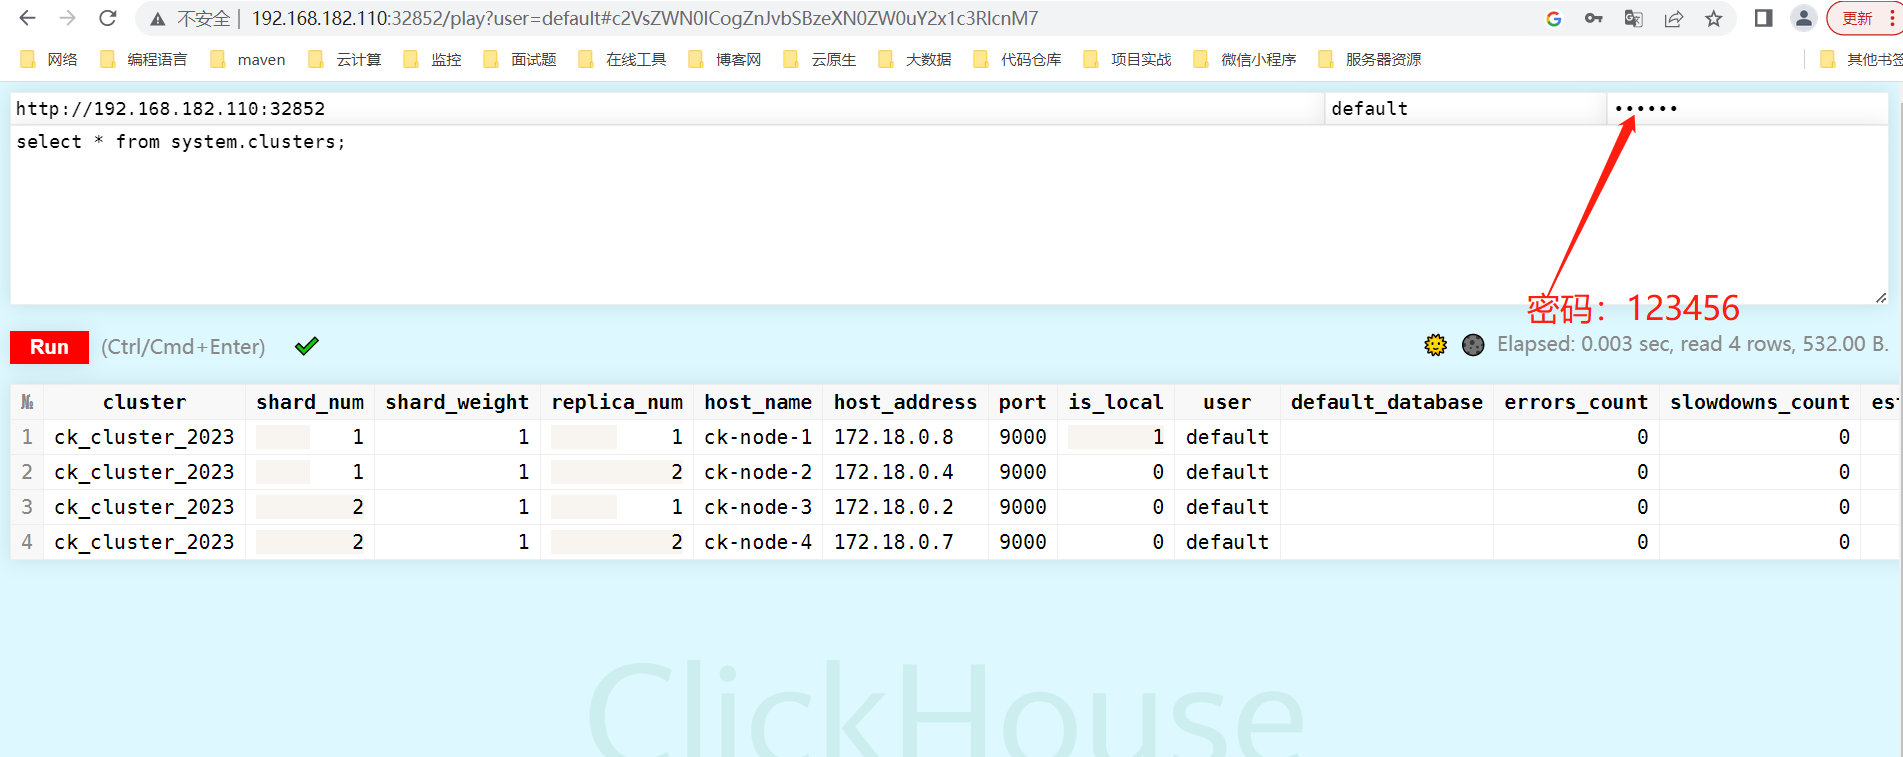 不安全 | 192.168.182.110:32852/play?user=default#c2VsZWN0ICogZnJvbSBzeXN0ZW0uY2x1c3RlcnM7 更新
网络 编程语言 maven 云计算 监控 面试题 在线工具 博客网 云原生 大数据 代码仓库 项目实战 微信小程序 服务器资源 其他书签
http://192.168.182.110:32852 default ••••••
select * from system.clusters;
密码：123456
Run (Ctrl/Cmd+Enter) ✔ Elapsed: 0.003 sec, read 4 rows, 532.00 B.
№ cluster shard_num shard_weight replica_num host_name host_address port is_local user default_database errors_count slowdowns_count es
1 ck_cluster_2023 1 1 1 ck-node-1 172.18.0.8 9000 1 default 0 0
2 ck_cluster_2023 1 1 2 ck-node-2 172.18.0.4 9000 0 default 0 0
3 ck_cluster_2023 2 1 1 ck-node-3 172.18.0.2 9000 0 default 0 0
4 ck_cluster_2023 2 1 2 ck-node-4 172.18.0.7 9000 0 default 0 0
ClickHouse